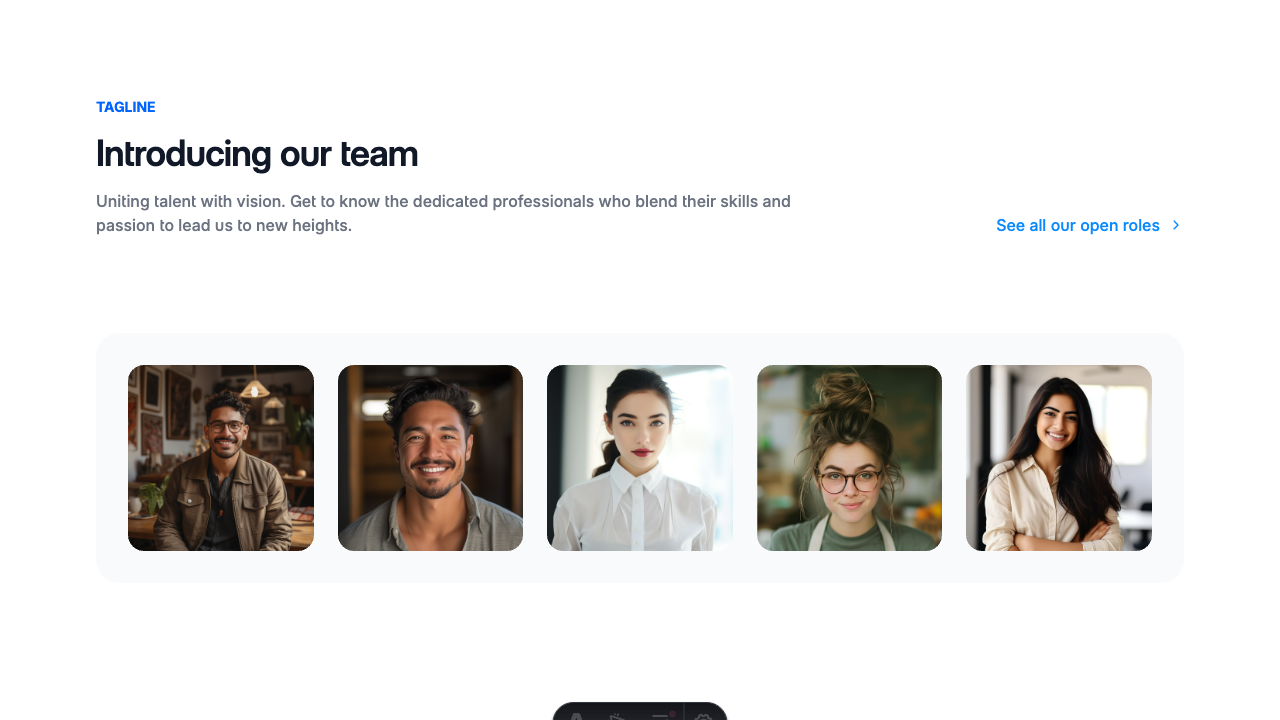 TAGLINE
Introducing our team
Uniting talent with vision. Get to know the dedicated professionals who blend their skills and
passion to lead us to new heights.
See all our open roles